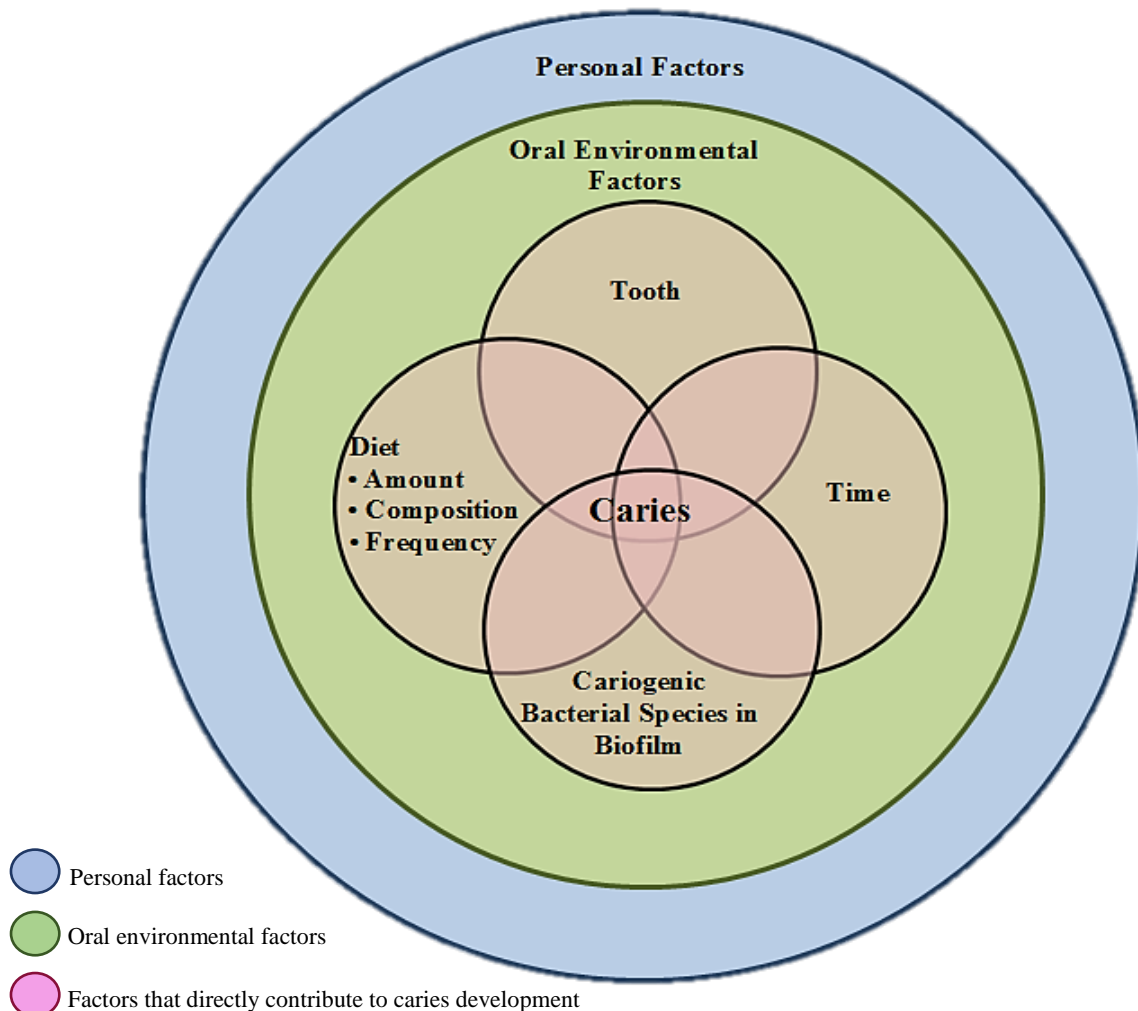 Personal Factors
Oral Environmental
Factors
Tooth
Diet
• Amount
• Composition
• Frequency
Caries
Time
Cariogenic
Bacterial Species in
Biofilm
Personal factors
Oral environmental factors
Factors that directly contribute to caries development